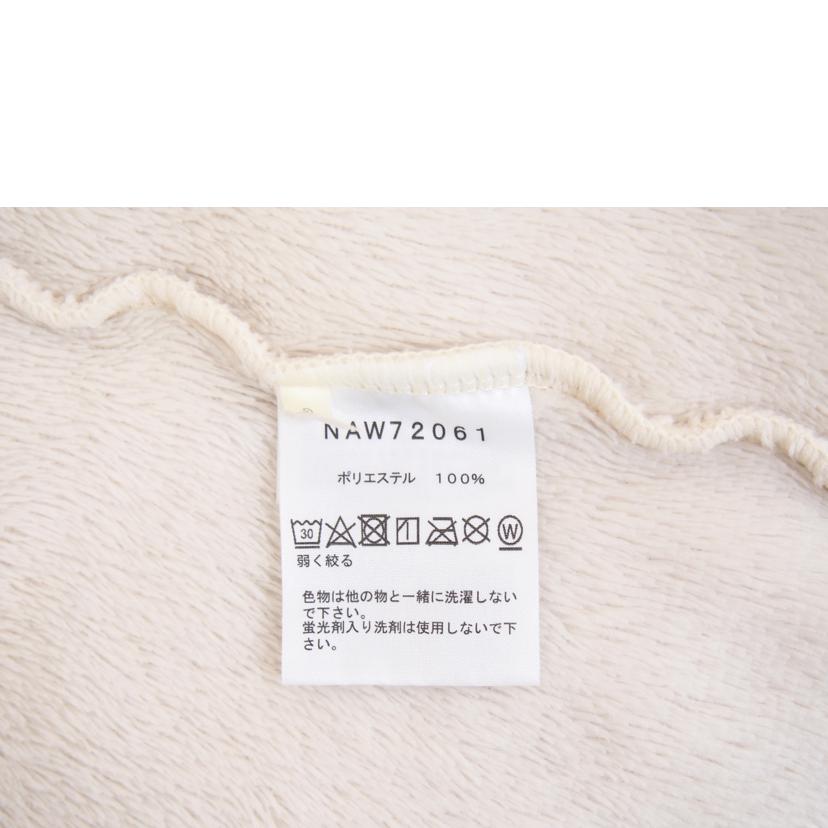 NAW72061
ポリエステル 100%
30 W
弱く絞る
色物は他の物と一緒に洗濯しない
で下さい。
蛍光剤入り洗剤は使用しないで下
さい。